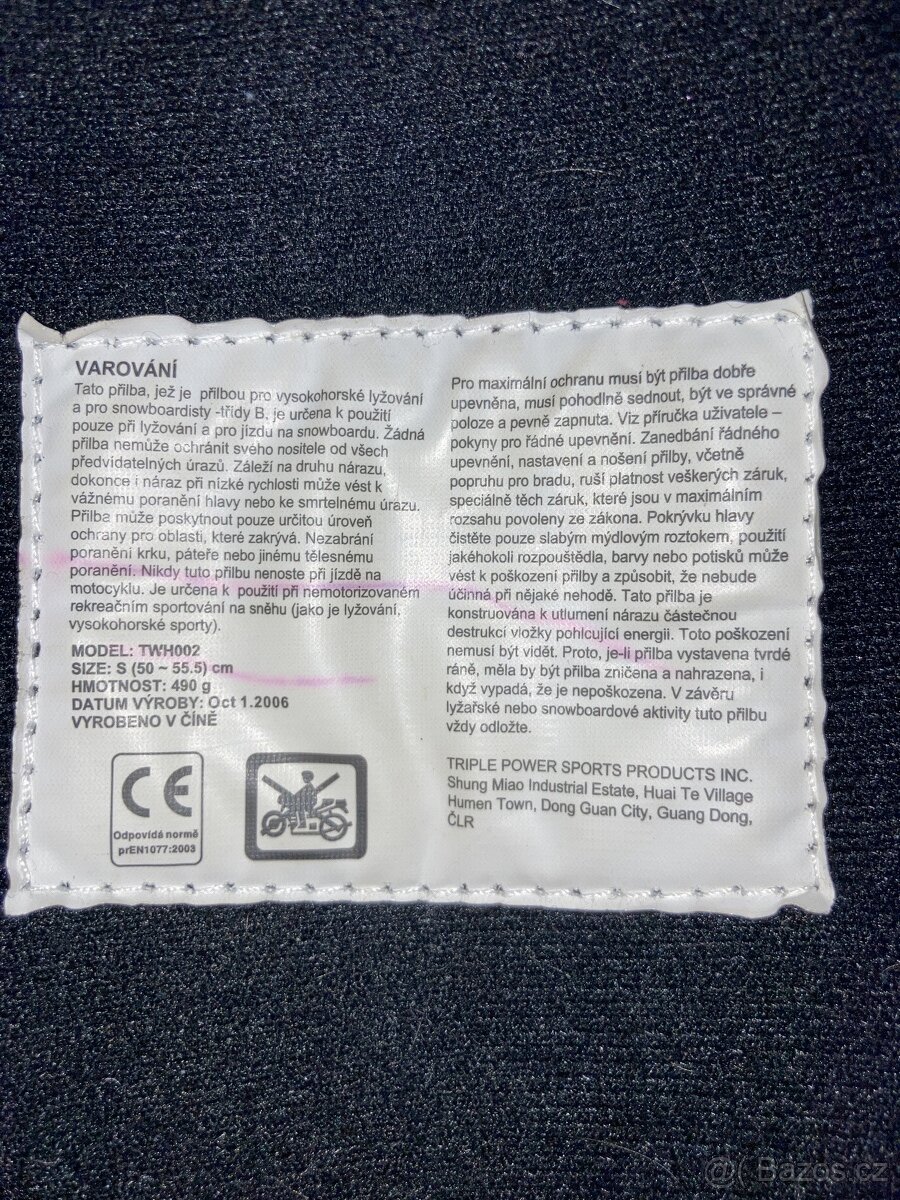 VAROVÁNÍ
Tato přilba, jež je přilbou pro vysokohorské lyžování
a pro snowboardisty -třídy B, je určena k použití
pouze při lyžování a pro jízdu na snowboardu. Žádná
přilba nemůže ochránit svého nositele od všech
předvídatelných úrazů. Záleží na druhu nárazu,
dokonce i náraz při nízké rychlosti může vést k
vážnému poranění hlavy nebo ke smrtelnému úrazu.
Přilba může poskytnout pouze určitou úroveň
ochrany pro oblasti, které zakrývá. Nezabrání
poranění krku, páteře nebo jinému tělesnému
poranění. Nikdy tuto přilbu nenoste při jízdě na
motocyklu. Je určena k použití při nemotorizovaném
rekreačním sportování na sněhu (jako je lyžování,
vysokohorské sporty).
MODEL: TWH002
SIZE: S (50 ~ 55.5) cm
HMOTNOST: 490 g
DATUM VÝROBY: Oct 1.2006
VYROBENO V ČÍNĚ
CE
Odpovídá normě
prEN1077:2003
Pro maximální ochranu musí být přilba dobře
upevněna, musí pohodlně sednout, být ve správné
poloze a pevně zapnuta. Viz příručka uživatele –
pokyny pro řádné upevnění. Zanedbání řádného
upevnění, nastavení a nošení přilby, včetně
popruhu pro bradu, ruší platnost veškerých záruk,
speciálně těch záruk, které jsou v maximálním
rozsahu povoleny ze zákona. Pokrývku hlavy
čistěte pouze slabým mýdlovým roztokem, použití
jakéhokoli rozpouštědla, barvy nebo potisků může
vést k poškození přilby a způsobit, že nebude
účinná při nějaké nehodě. Tato přilba je
konstruována k utlumení nárazu částečnou
destrukcí vložky pohlcující energii. Toto poškození
nemusí být vidět. Proto, je-li přilba vystavena tvrdé
ráně, měla by být přilba zničena a nahrazena, i
když vypadá, že je nepoškozena. V závěru
lyžařské nebo snowboardové aktivity tuto přilbu
vždy odložte.
TRIPLE POWER SPORTS PRODUCTS INC.
Shung Miao Industrial Estate, Huai Te Village
Humen Town, Dong Guan City, Guang Dong,
ČLR
@ Bazos.cz